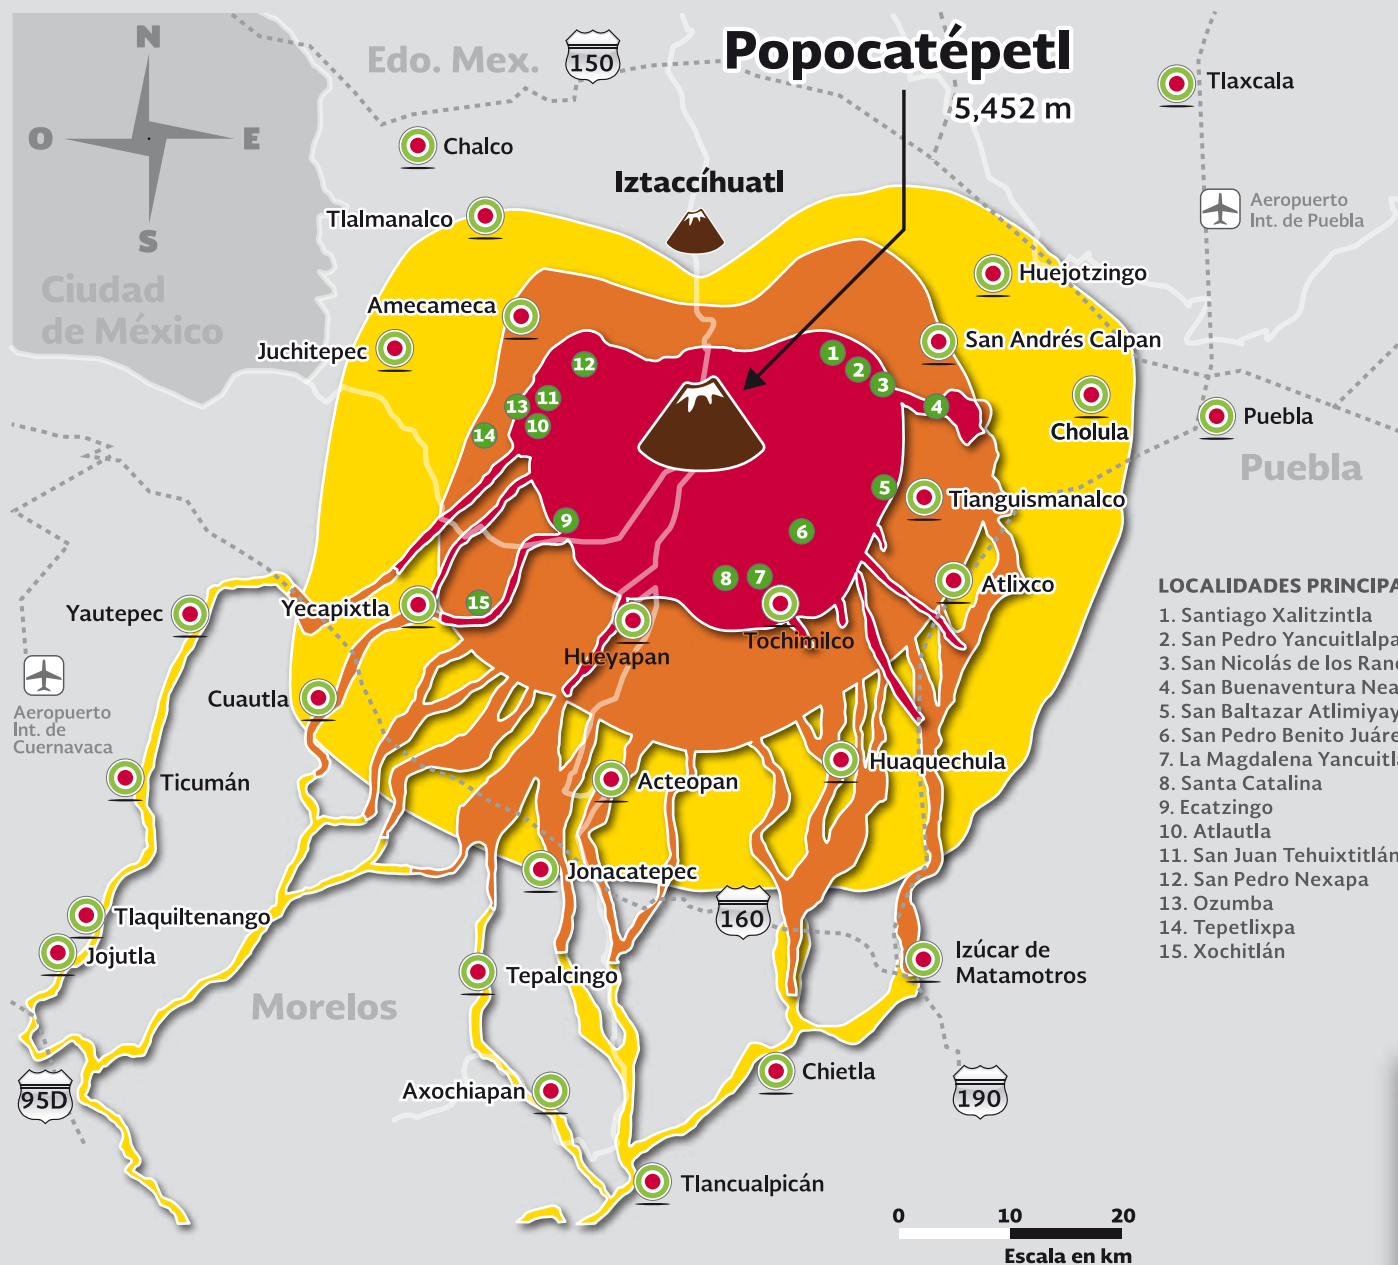 N
O
E
S
Edo. Mex.
150
Popocatépetl
5,452 m
Tlaxcala
Chalco
Iztaccíhuatl
Tlalmanalco
Aeropuerto
Int. de Puebla
Ciudad
de México
Huejotzingo
Amecameca
Juchitepec
San Andrés Calpan
1
2
3
4
12
11
13
10
14
Cholula
Puebla
Puebla
5
Tianguismanalco
9
6
8
7
15
Atlixco
Yautepec
Yecapixtla
Hueyapan
Tochimilco
Aeropuerto
Int. de
Cuernavaca
Cuautla
Ticumán
Acteopan
Huaquechula
Jonacatepec
160
Tlaquiltenango
Jojutla
Tepalcingo
Izúcar de
Matamotros
Morelos
95D
Axochiapan
Chietla
190
Tlancualpicán
LOCALIDADES PRINCIPA
1. Santiago Xalitzintla
2. San Pedro Yancuitlalpa
3. San Nicolás de los Ranc
4. San Buenaventura Nea
5. San Baltazar Atlimiyay
6. San Pedro Benito Juáre
7. La Magdalena Yancuitla
8. Santa Catalina
9. Ecatzingo
10. Atlautla
11. San Juan Tehuixtitlán
12. San Pedro Nexapa
13. Ozumba
14. Tepetlixpa
15. Xochitlán
0 10 20
Escala en km